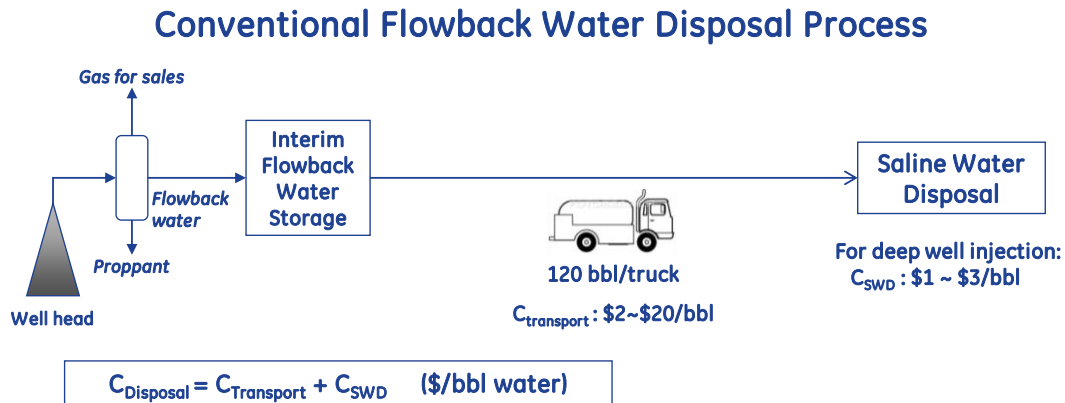 Conventional Flowback Water Disposal Process
Gas for sales
Interim
Flowback
Water
Storage
Flowback
water
Proppant
Well head
120 bbl/truck
Ctransport : $2~$20/bbl
Saline Water
Disposal
For deep well injection:
CSWD : $1 ~ $3/bbl
CDisposal = CTransport + CSWD ($/bbl water)